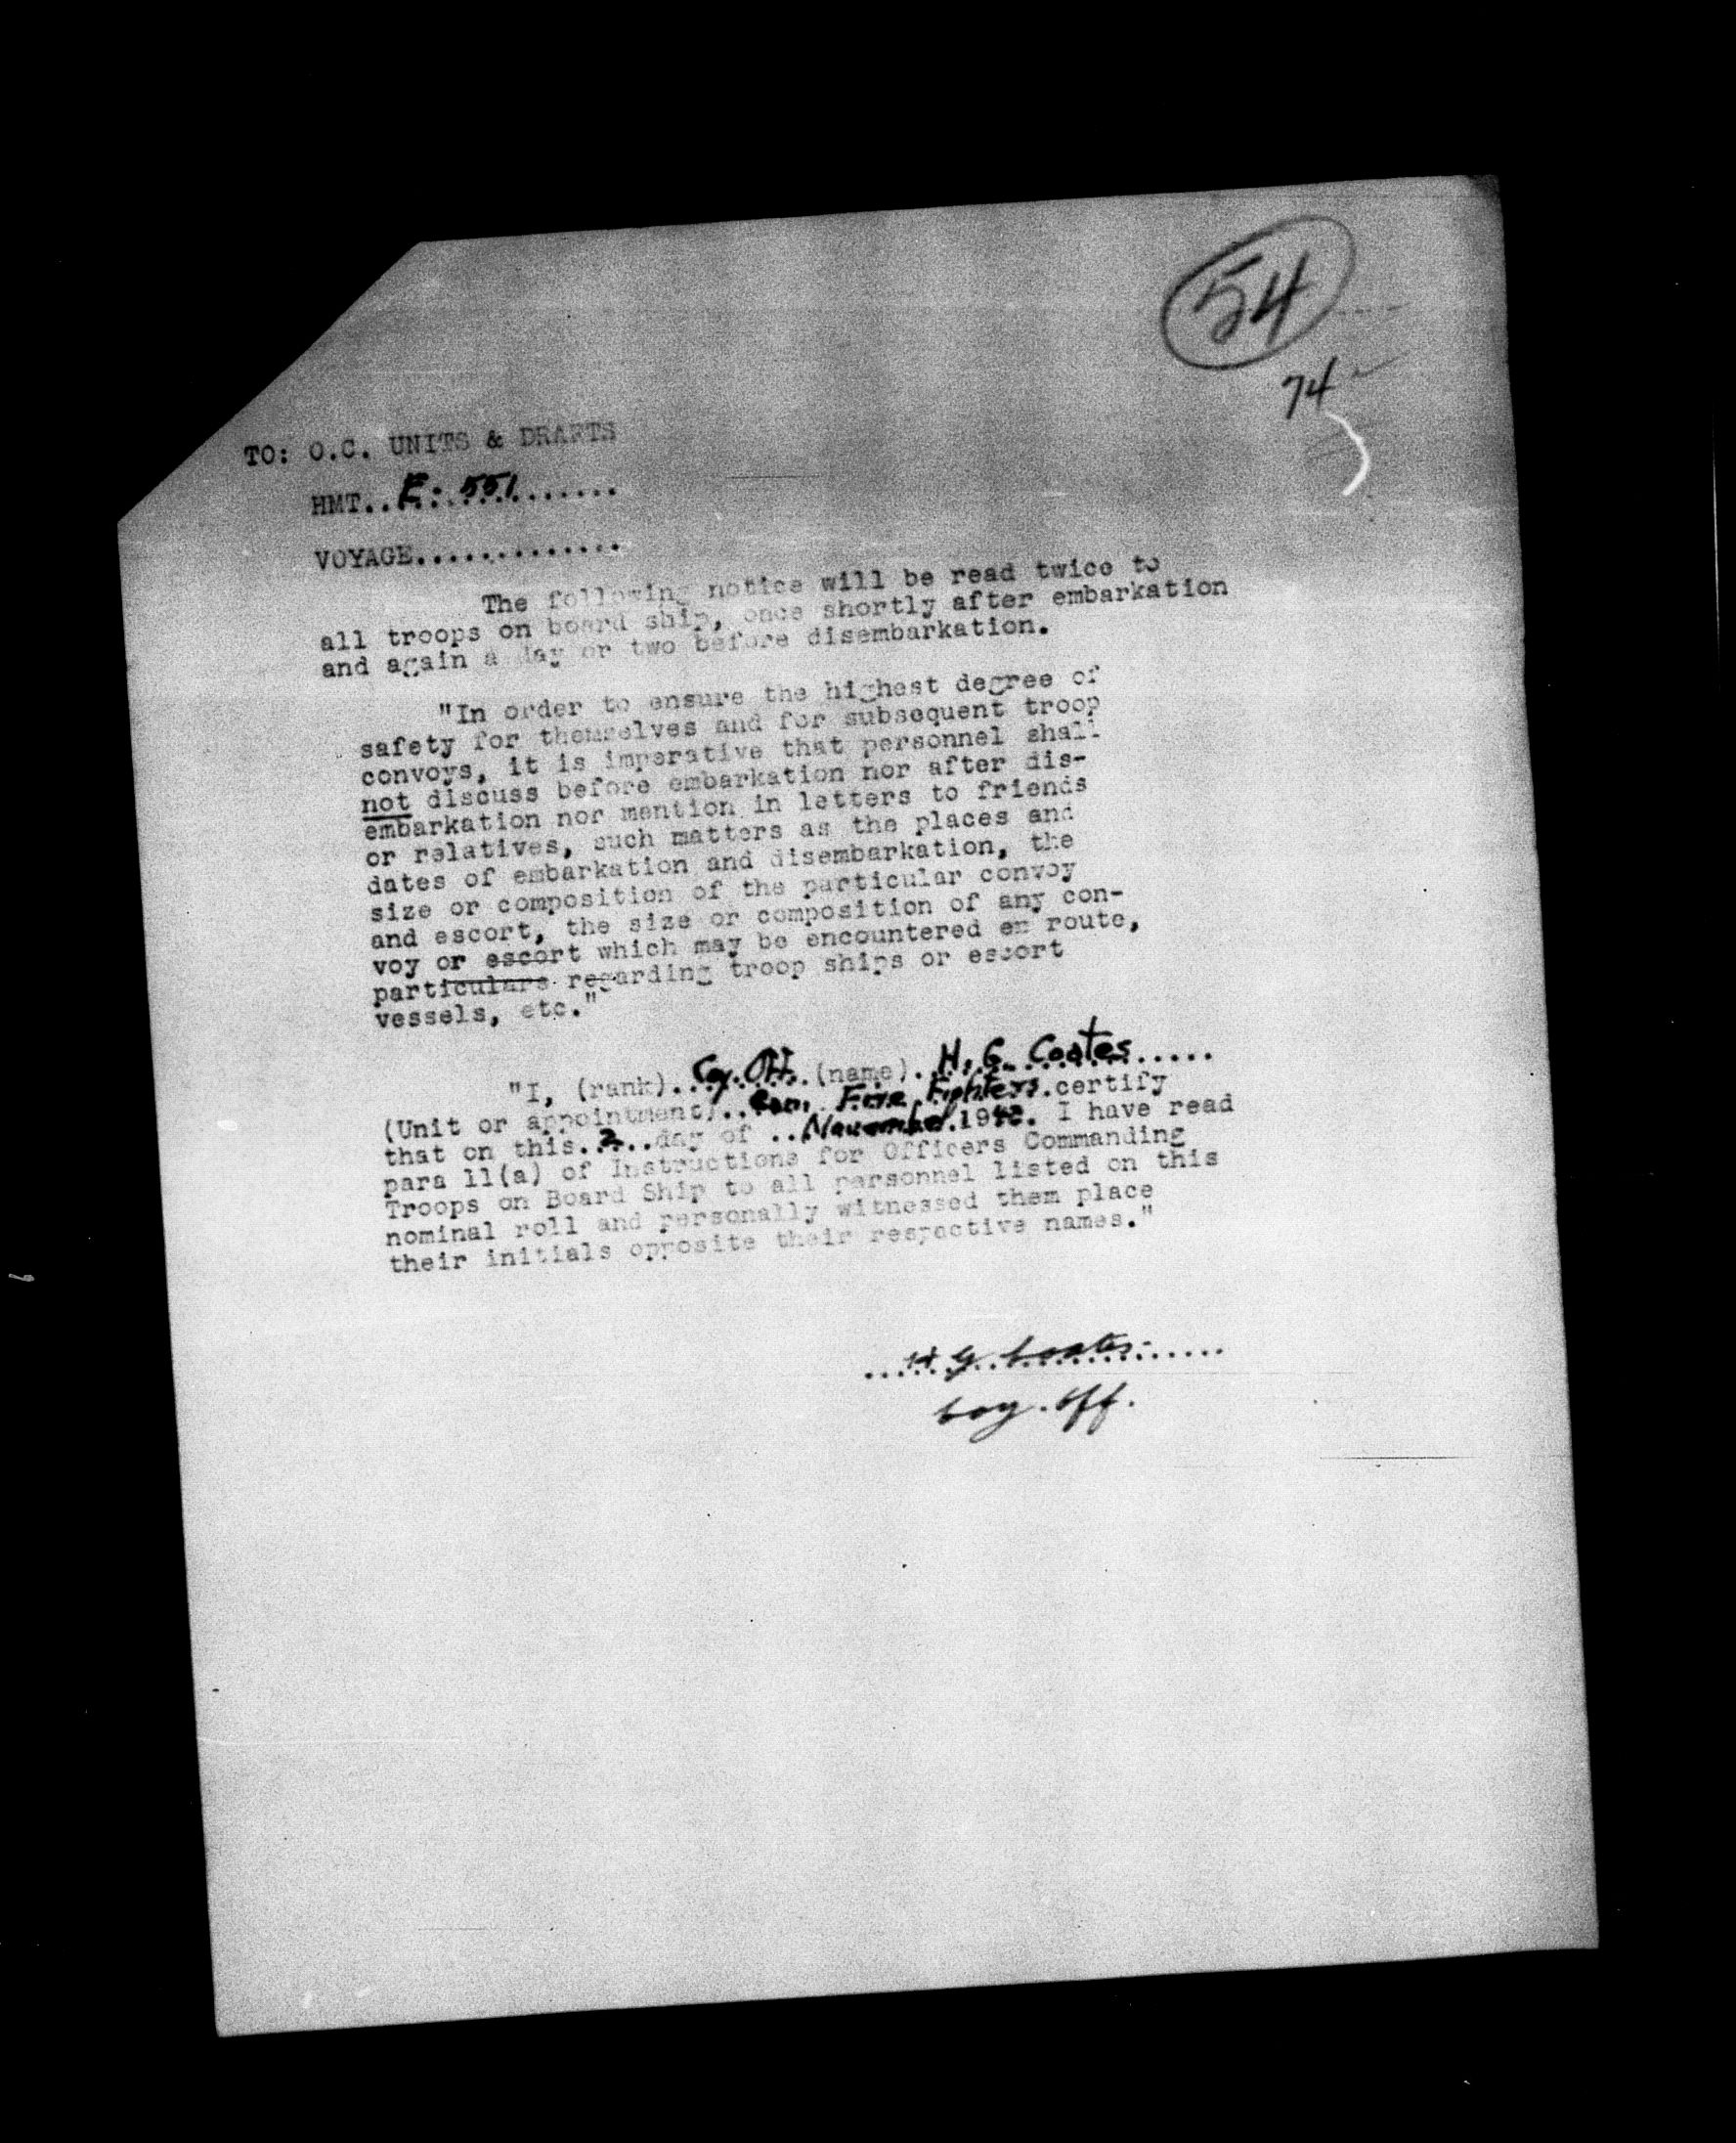 54
74
TO: O.C. UNITS & DRAFTS
HMT..E:.551............
VOYAGE.............
The following notice will be read twice to
all troops on board ship, once shortly after embarkation
and again a day or two before disembarkation.
"In order to ensure the highest degree of
safety for themselves and for subsequent troop
convoys, it is imperative that personnel shall
not discuss before embarkation nor after dis-
embarkation nor mention in letters to friends
or relatives, such matters as the places and
dates of embarkation and disembarkation, the
size or composition of the particular convoy
and escort, the size or composition of any con-
voy or escort which may be encountered en route,
particulars regarding troop ships or escort
vessels, etc."
"I, (rank)..Coy. Off..(name)..H. G. Coates.....
(Unit or appointment)... Fire Fighters.certify
that on this..2...day of ..November.1942. I have read
para 11(a) of Instructions for Officers Commanding
Troops on Board Ship to all personnel listed on this
nominal roll and personally witnessed them place
their initials opposite their respective names."
...H G Coates......
Coy. Off.